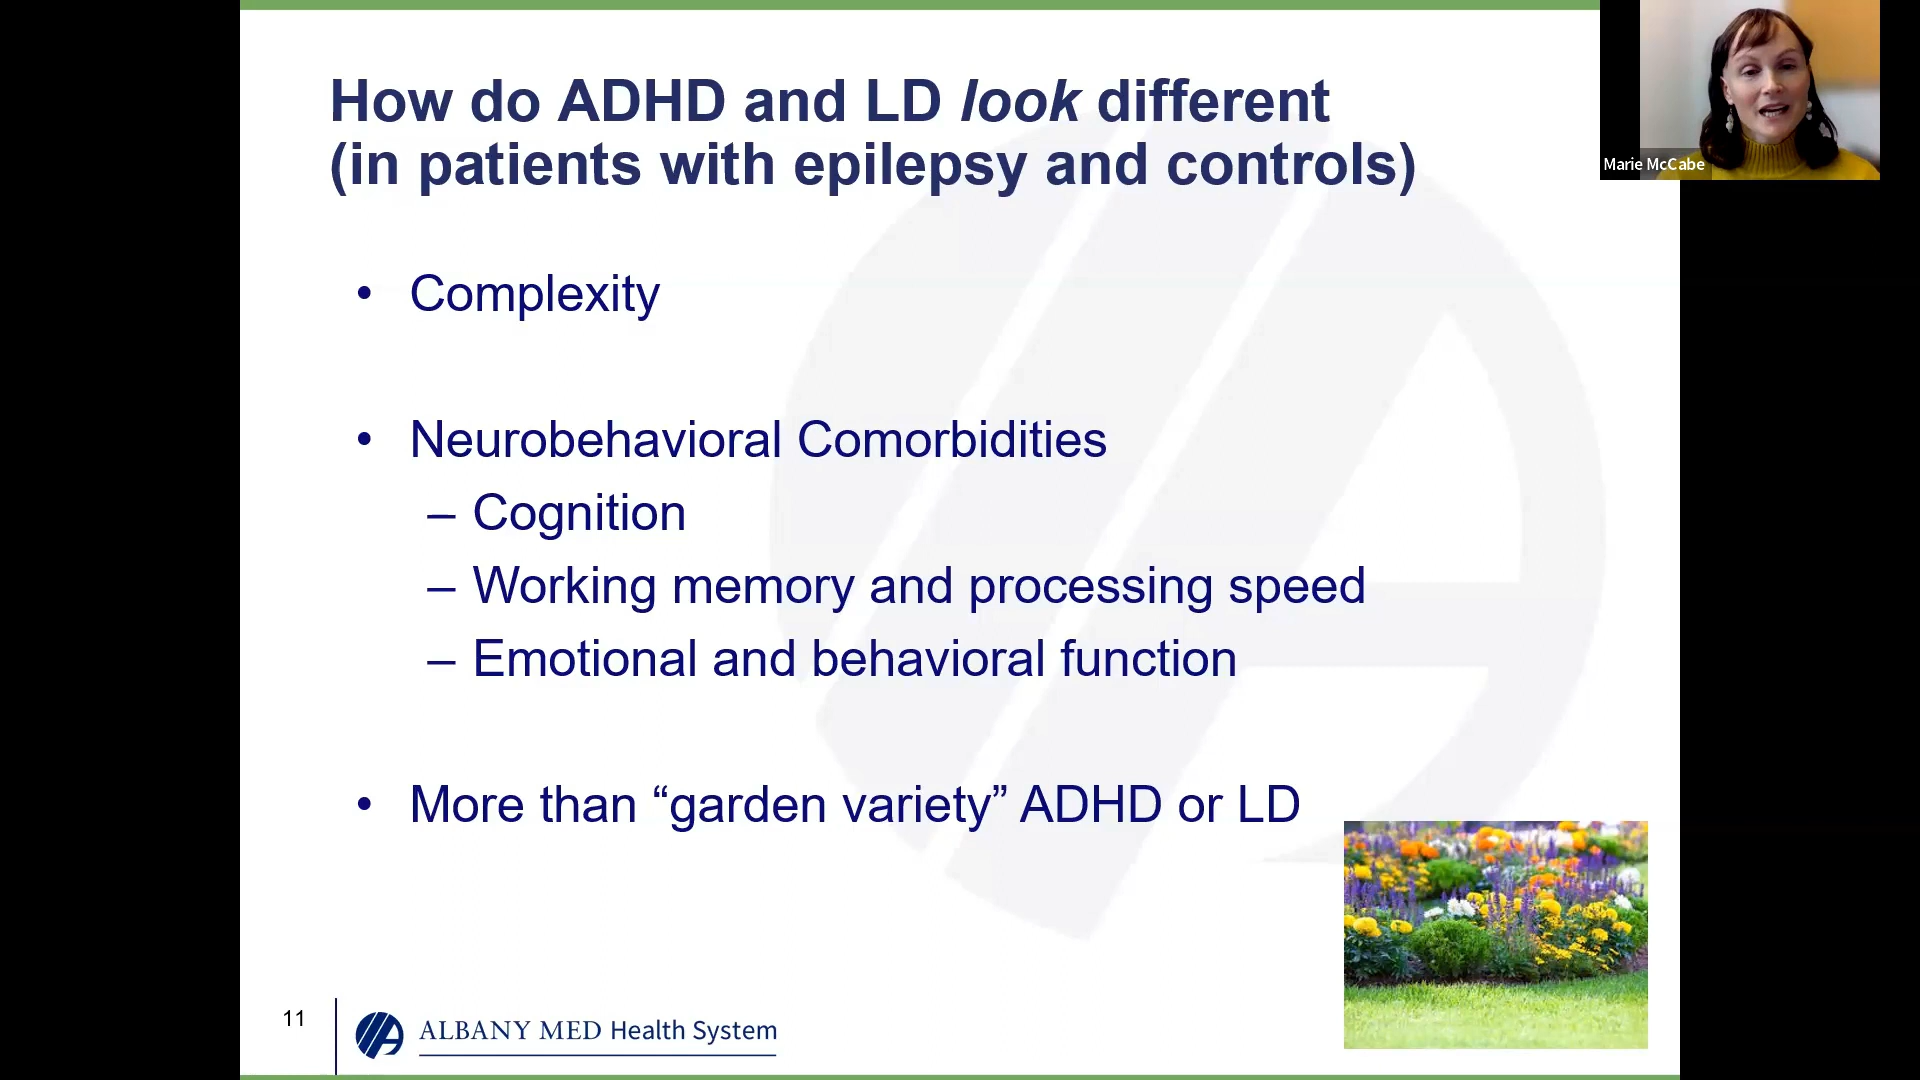 How do ADHD and LD look different
(in patients with epilepsy and controls)
Marie McCabe
• Complexity
• Neurobehavioral Comorbidities
– Cognition
– Working memory and processing speed
– Emotional and behavioral function
• More than “garden variety” ADHD or LD
11
ALBANY MED Health System